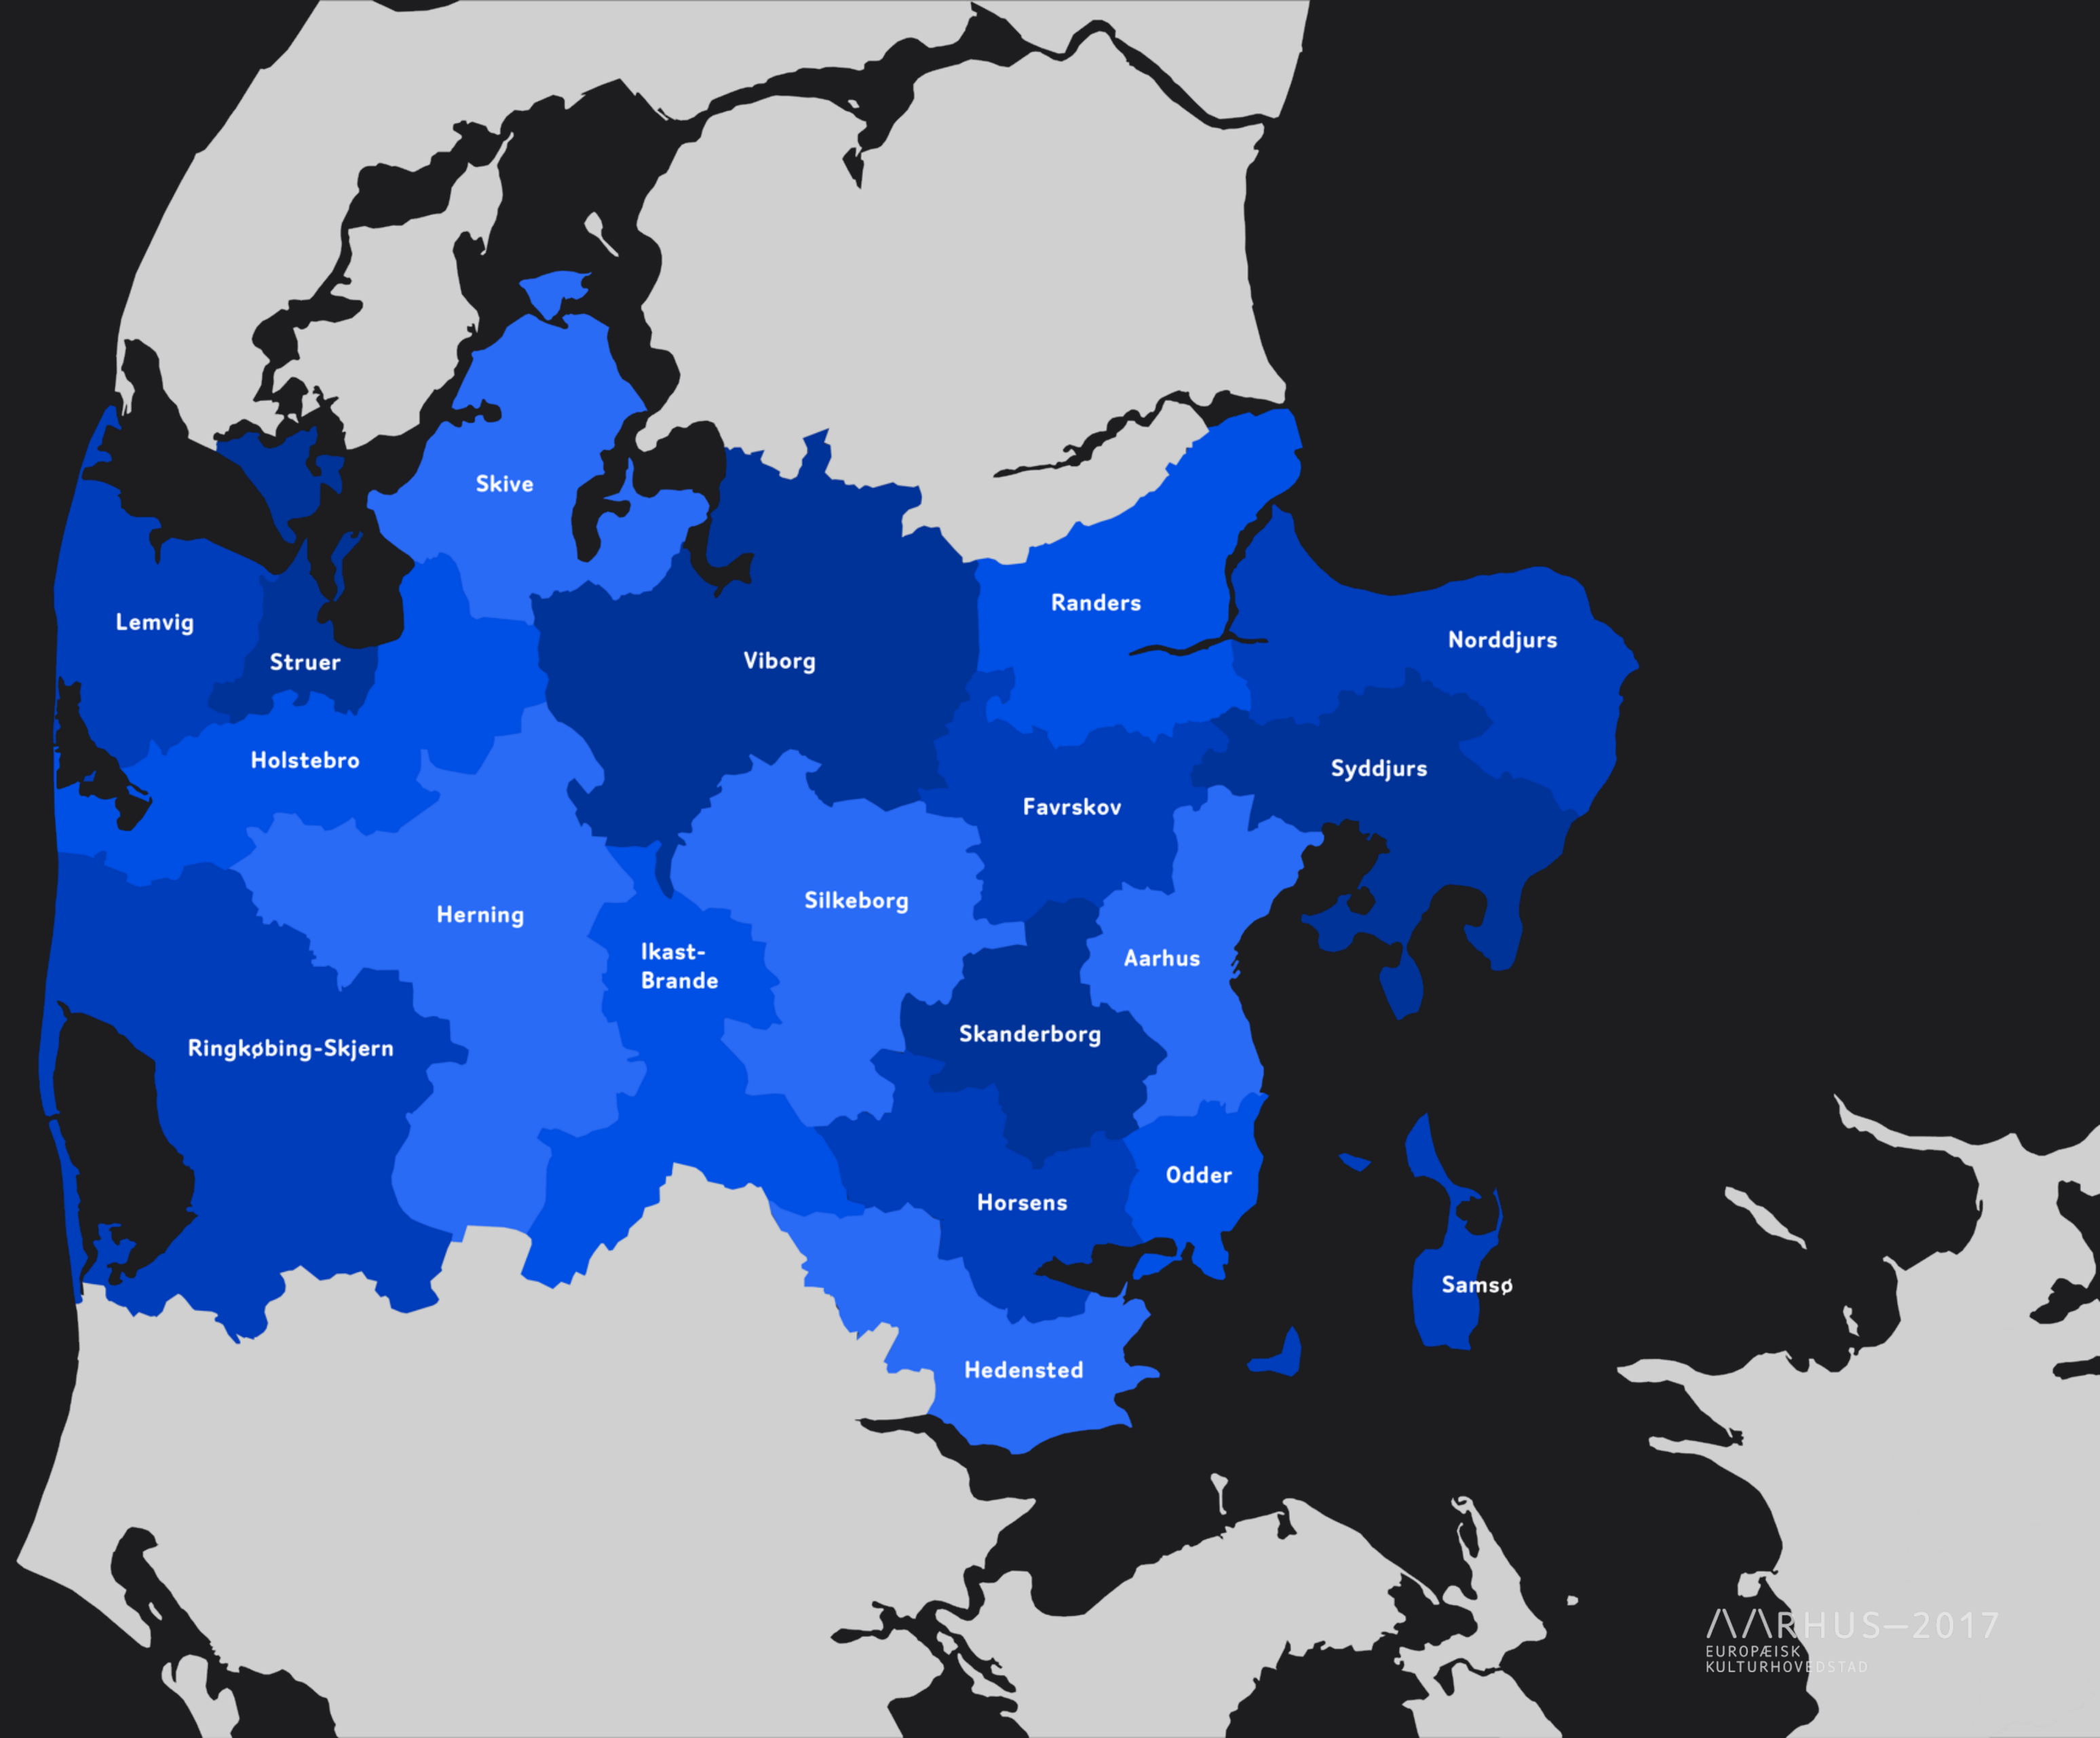 Skive
Lemvig
Struer
Viborg
Randers
Norddjurs
Holstebro
Syddjurs
Favrskov
Herning
Silkeborg
Ikast-
Brande
Aarhus
Skanderborg
Ringkøbing-Skjern
Odder
Horsens
Samsø
Hedensted
AARHUS—2017
EUROPÆISK
KULTURHOVEDSTAD